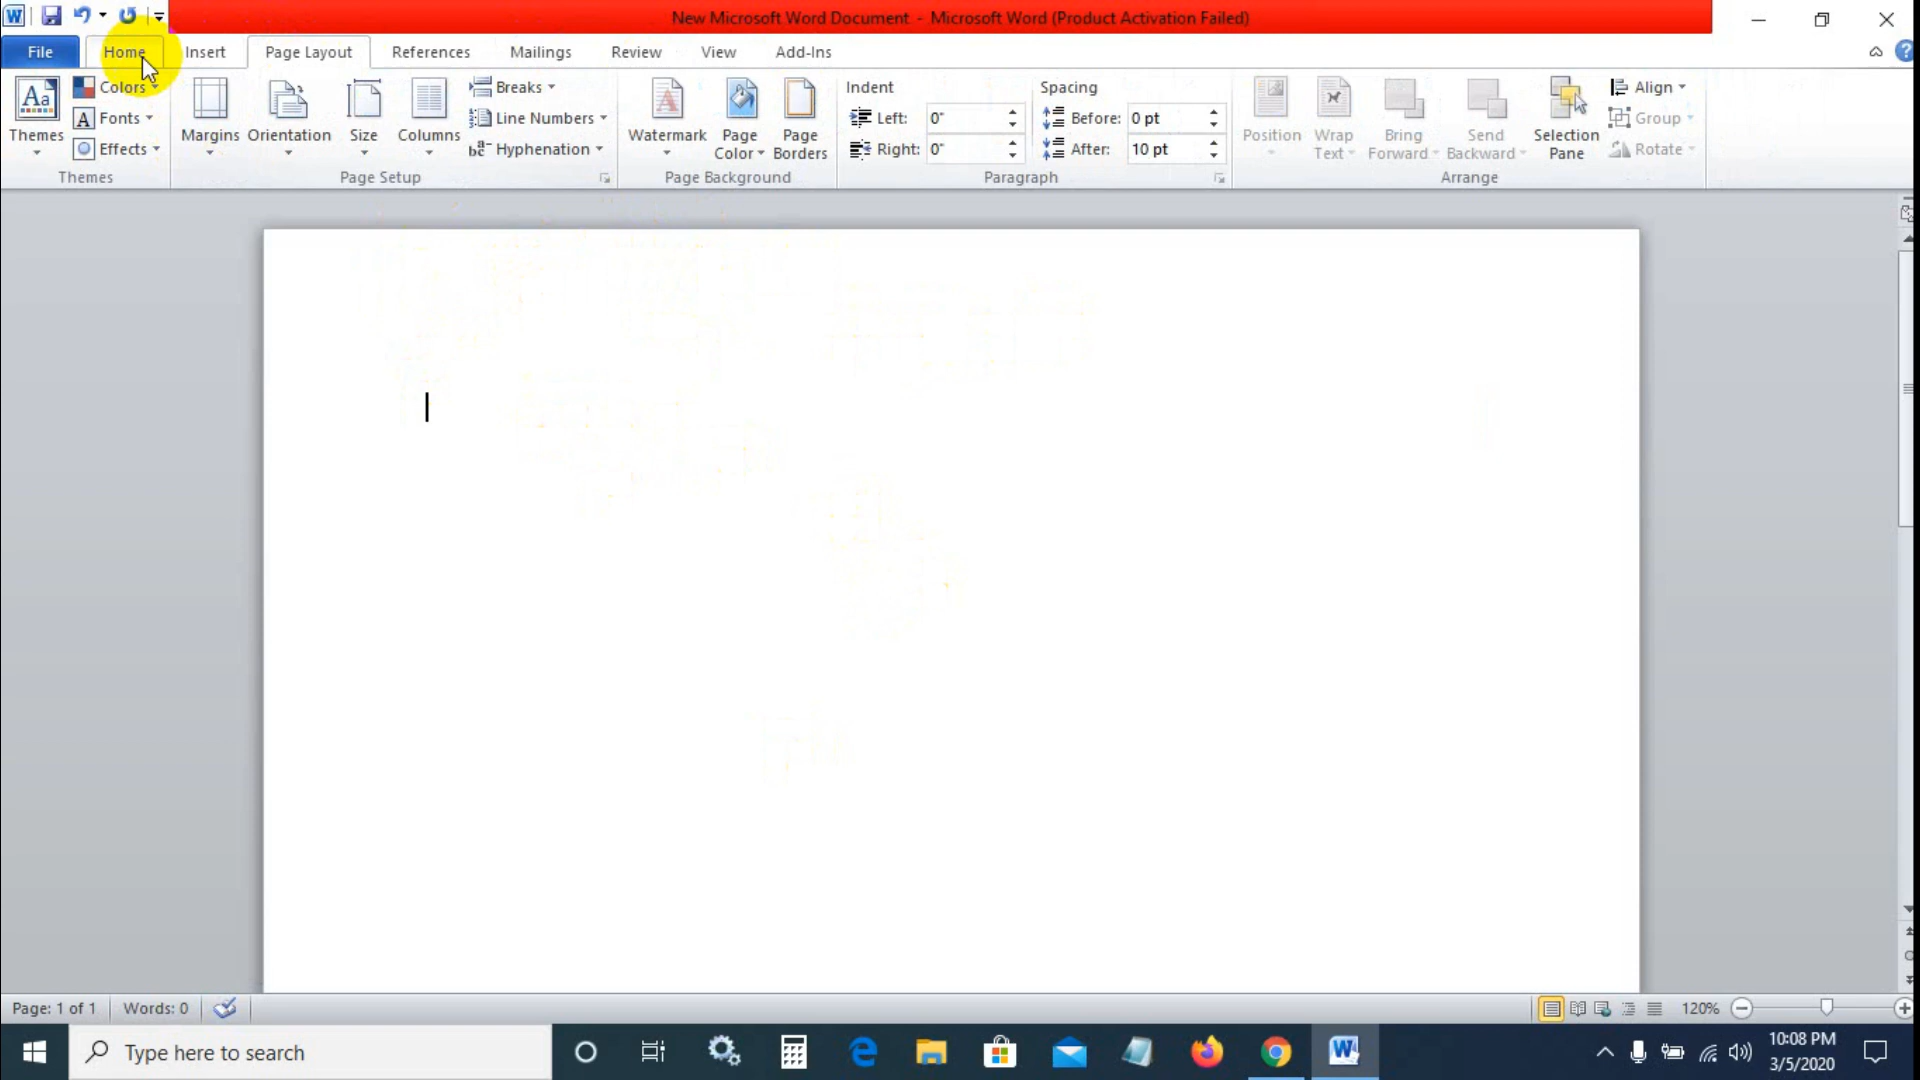 New Microsoft Word Document - Microsoft Word (Product Activation Failed)
File Home Insert Page Layout References Mailings Review View Add-Ins
Themes
Colors
Fonts
Effects
Themes
Margins
Orientation
Size
Columns
Breaks
Line Numbers
Hyphenation
Page Setup
Watermark
Page
Color
Page
Borders
Page Background
Indent
Left: 0"
Right: 0"
Spacing
Before: 0 pt
After: 10 pt
Paragraph
Position
Wrap
Text
Bring
Forward
Send
Backward
Selection
Pane
Align
Group
Rotate
Arrange
Page: 1 of 1 Words: 0
120%
Type here to search
10:08 PM
3/5/2020